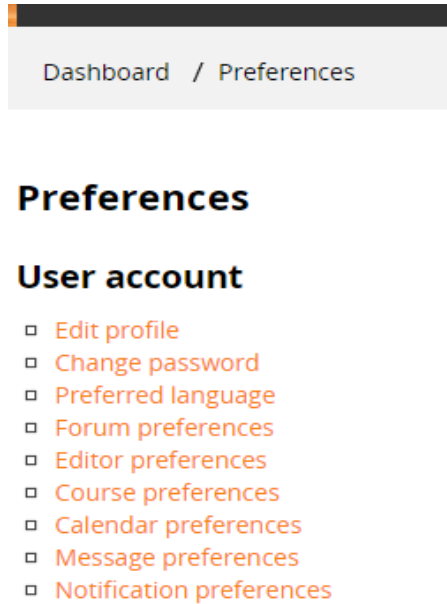 Dashboard / Preferences
Preferences
User account
Edit profile
Change password
Preferred language
Forum preferences
Editor preferences
Course preferences
Calendar preferences
Message preferences
Notification preferences